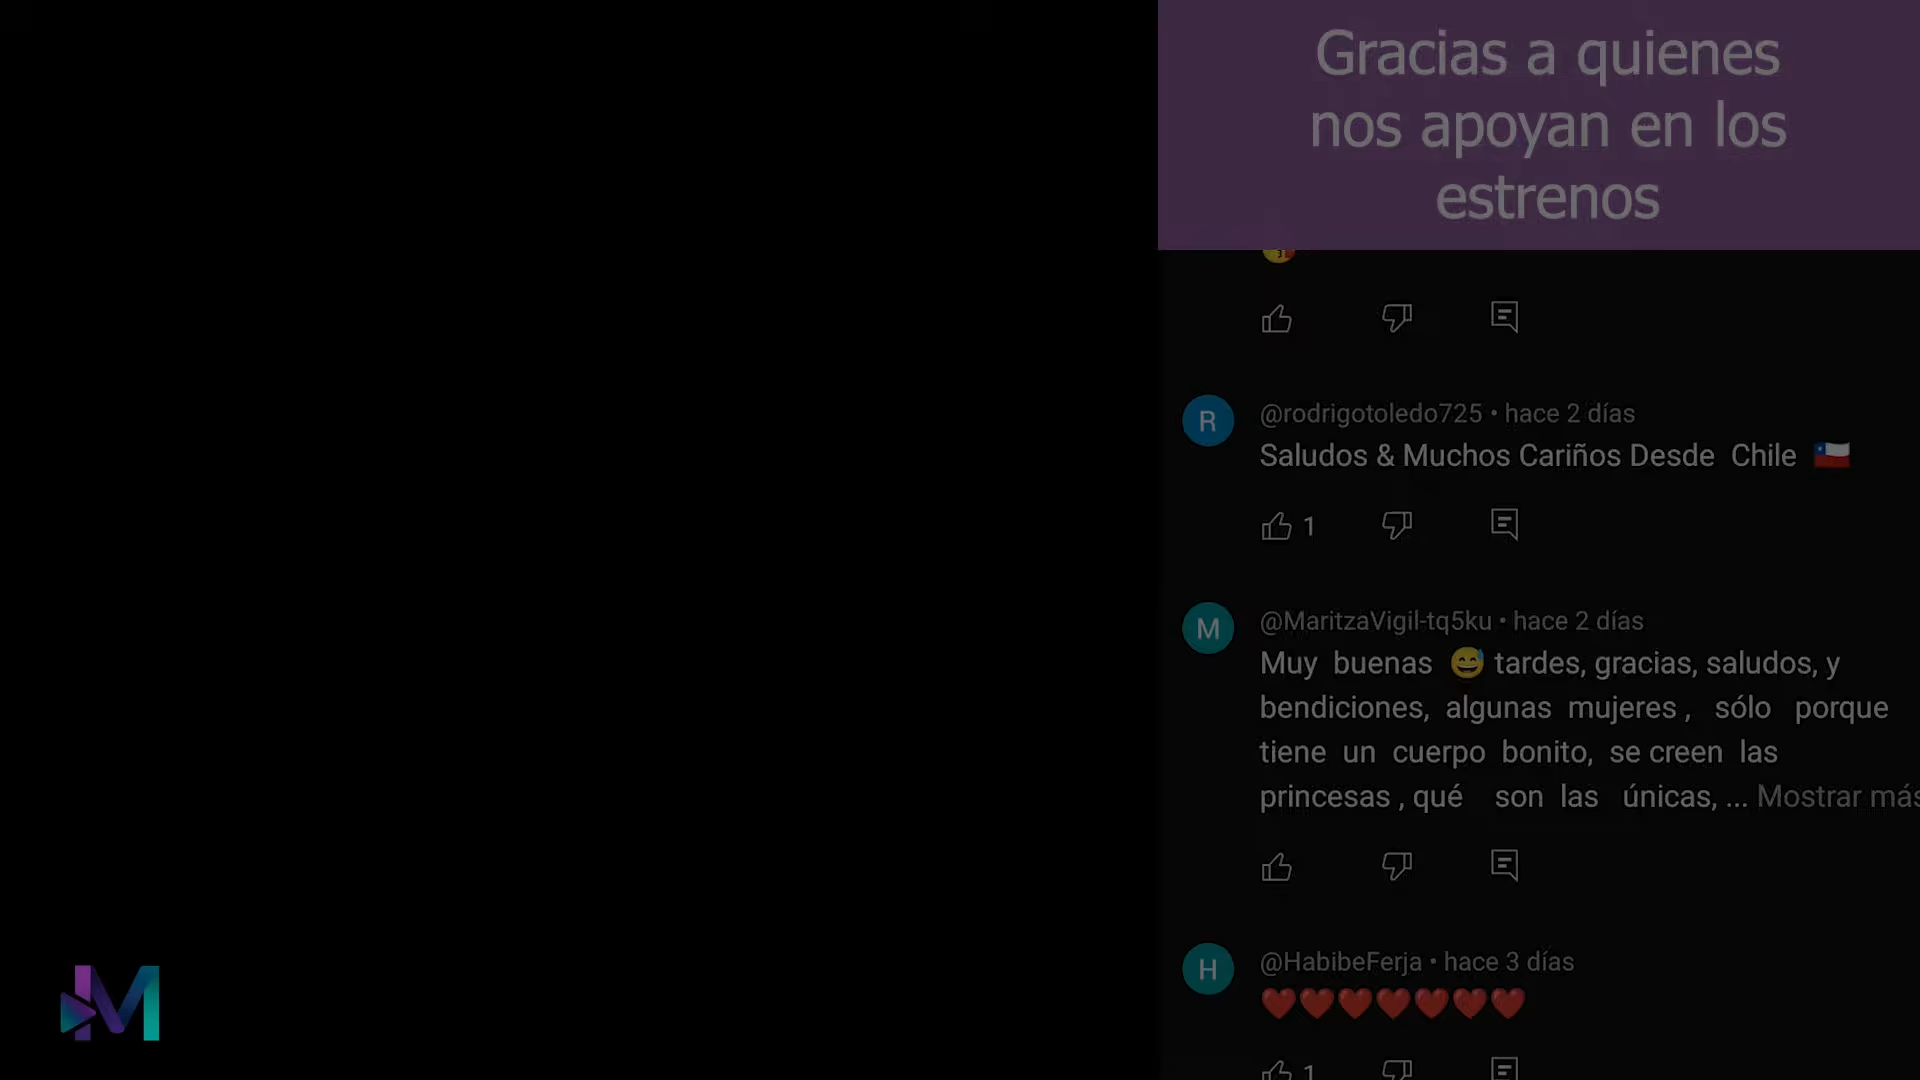 Gracias a quienes
nos apoyan en los
estrenos
R
@rodrigotoledo725 • hace 2 días
Saludos & Muchos Cariños Desde Chile 🇨🇱
1
M
@MaritzaVigil-tq5ku • hace 2 días
Muy buenas 😅 tardes, gracias, saludos, y
bendiciones, algunas mujeres , sólo porque
tiene un cuerpo bonito, se creen las
princesas , qué son las únicas, ... Mostrar más
H
@HabibeFerja • hace 3 días
❤️❤️❤️❤️❤️❤️❤️
1
M